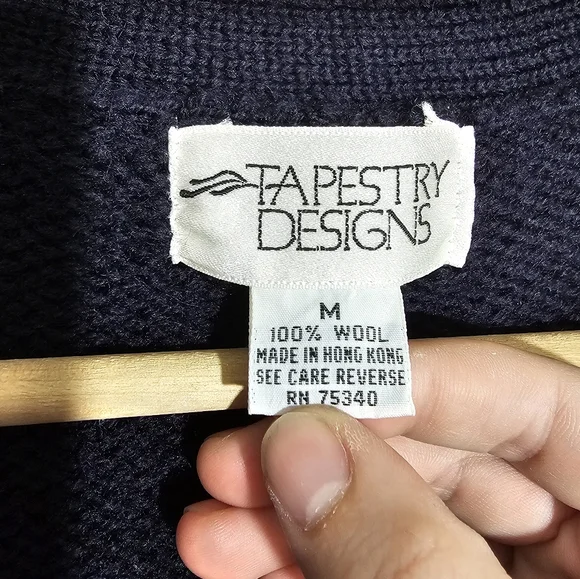 TAPESTRY
DESIGNS
M
100% WOOL
MADE IN HONG KONG
SEE CARE REVERSE
RN 75340